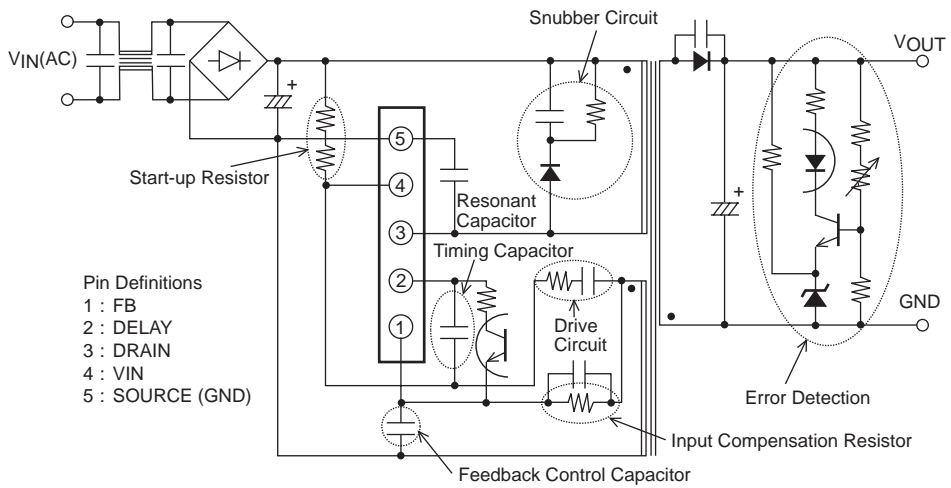 Snubber Circuit
VIN(AC)
VOUT
+
+
5
4
3
2
1
Start-up Resistor
Resonant
Capacitor
Timing Capacitor
Pin Definitions
1 : FB
2 : DELAY
3 : DRAIN
4 : VIN
5 : SOURCE (GND)
Drive
Circuit
GND
Error Detection
Input Compensation Resistor
Feedback Control Capacitor